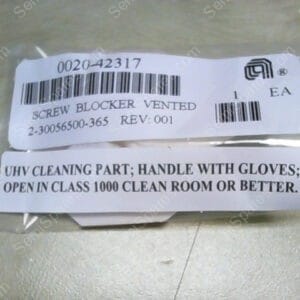 0020-42317
®
1 EA
SCREW BLOCKER VENTED
2-30056500-365 REV: 001
UHV CLEANING PART; HANDLE WITH GLOVES;
OPEN IN CLASS 1000 CLEAN ROOM OR BETTER.